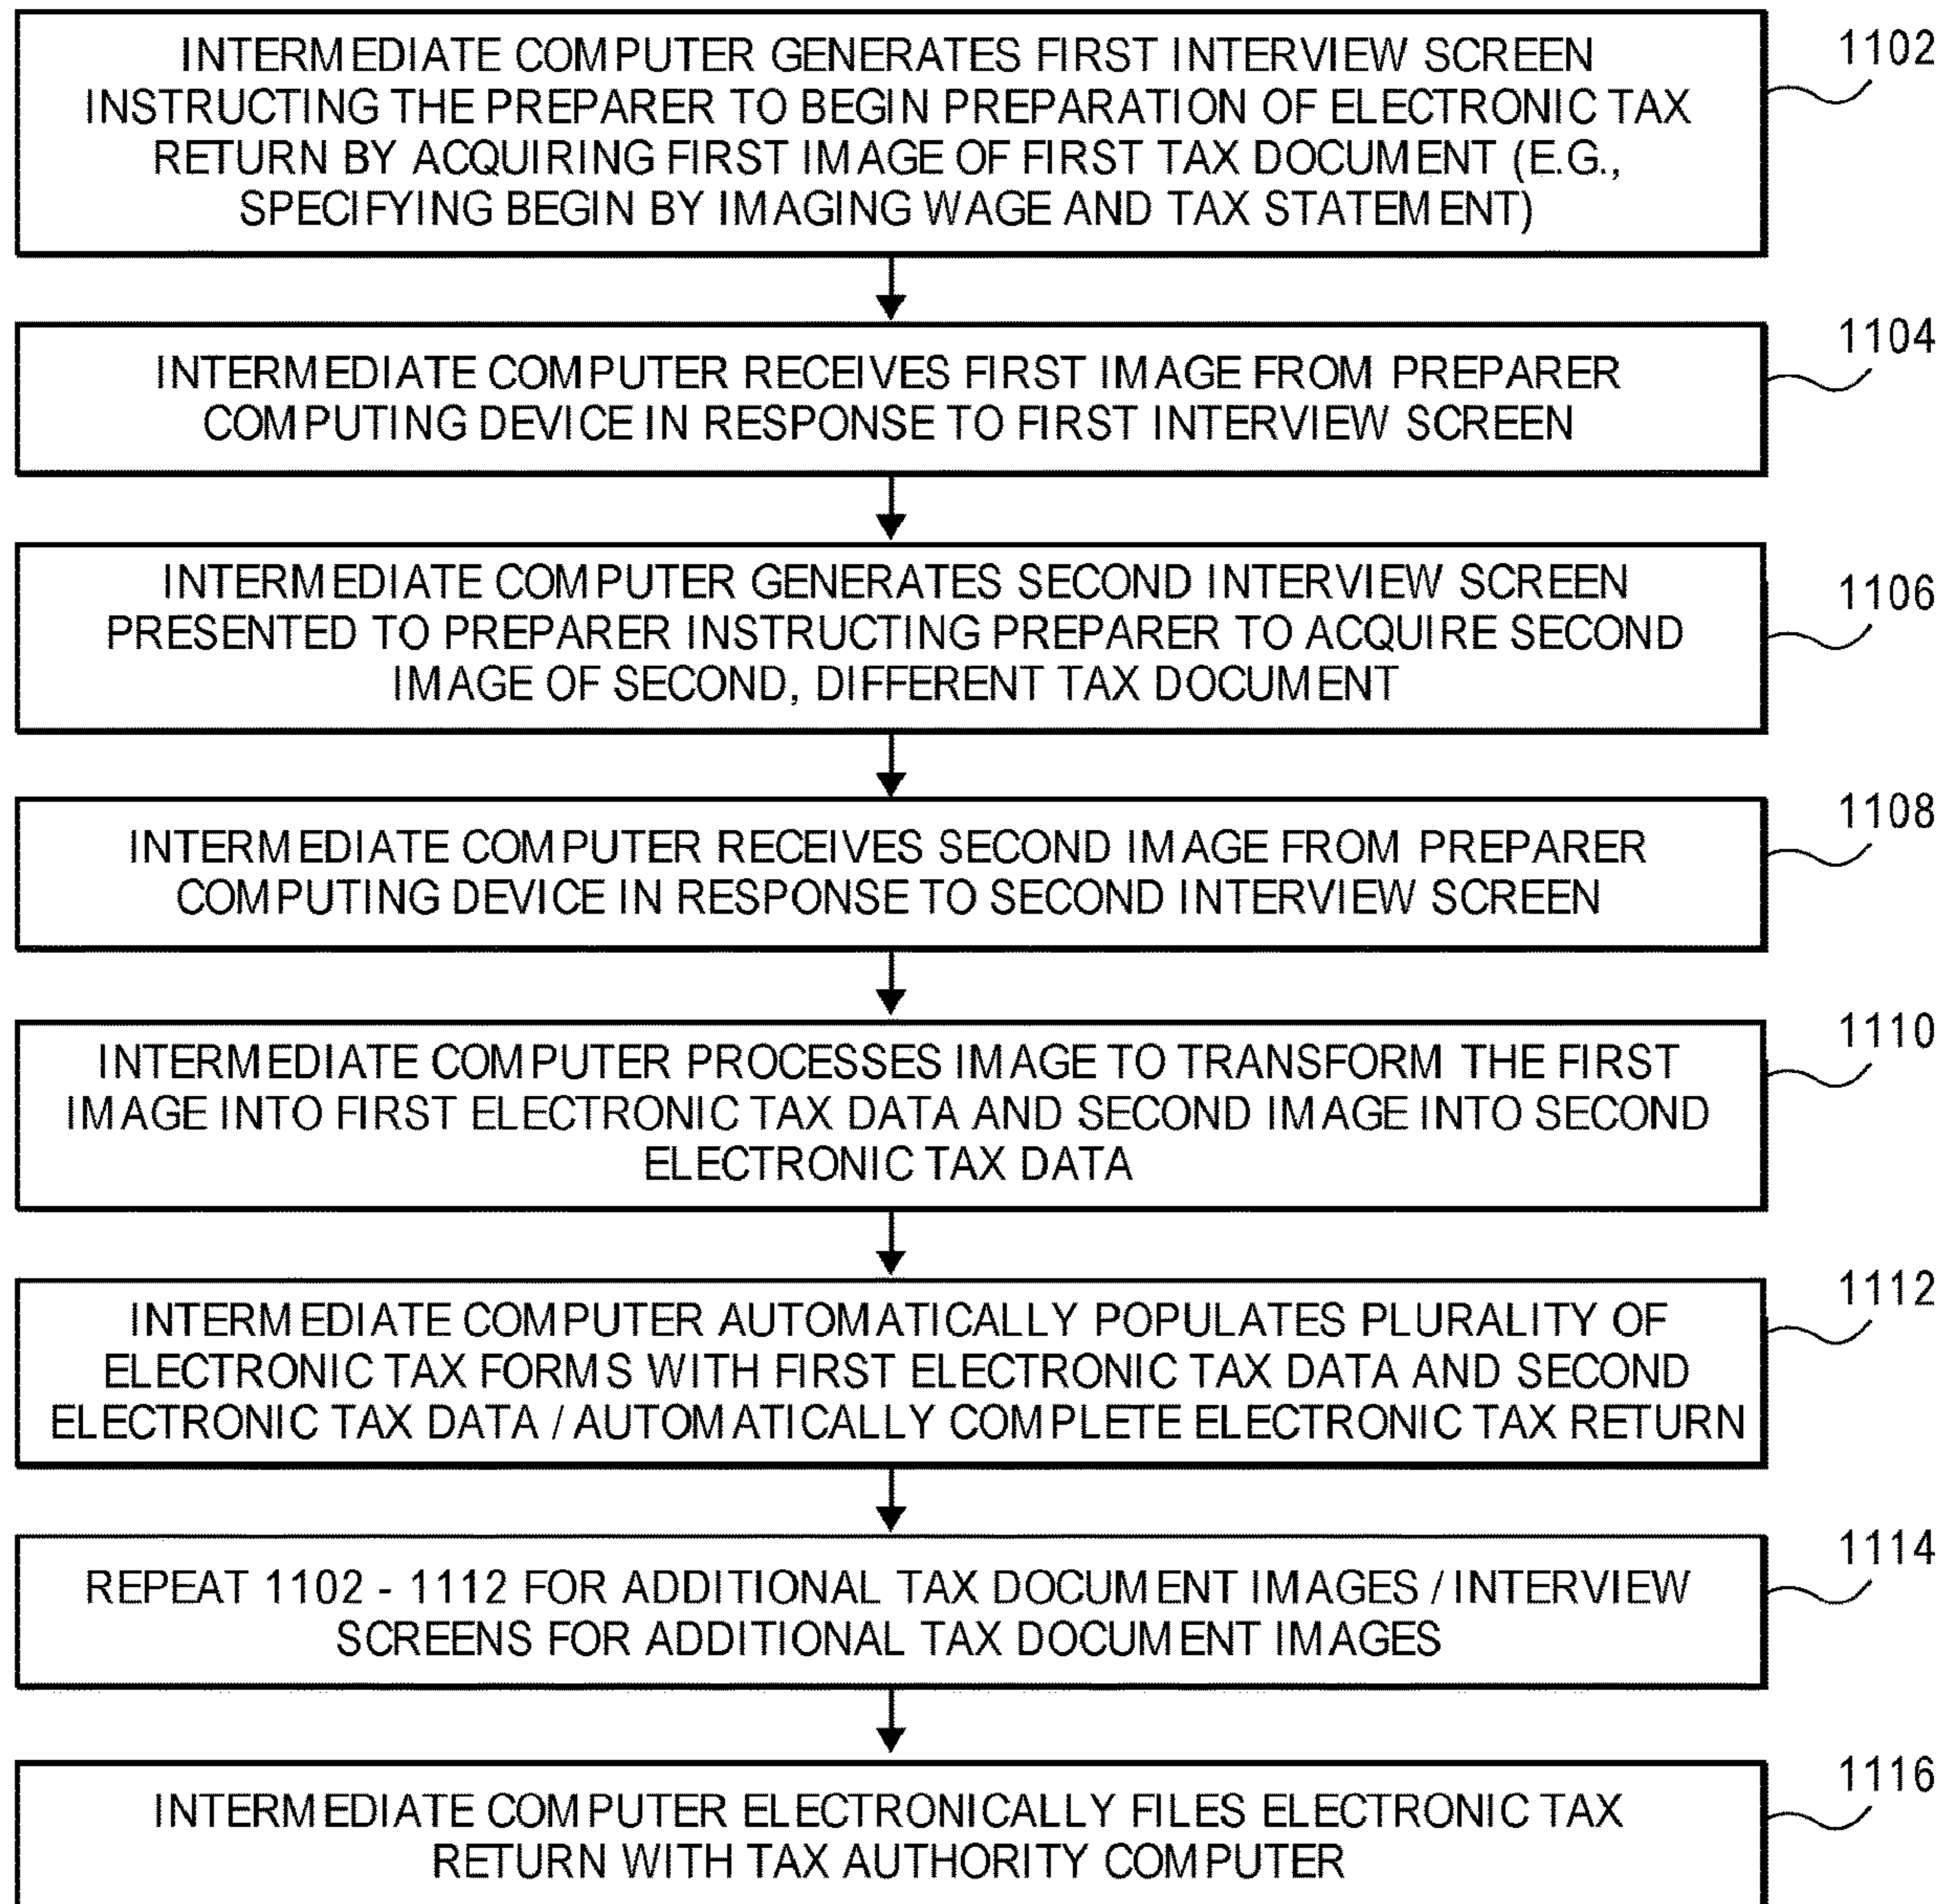 INTERMEDIATE COMPUTER GENERATES FIRST INTERVIEW SCREEN
INSTRUCTING THE PREPARER TO BEGIN PREPARATION OF ELECTRONIC TAX
RETURN BY ACQUIRING FIRST IMAGE OF FIRST TAX DOCUMENT (E.G.,
SPECIFYING BEGIN BY IMAGING WAGE AND TAX STATEMENT)
1102
INTERMEDIATE COMPUTER RECEIVES FIRST IMAGE FROM PREPARER
COMPUTING DEVICE IN RESPONSE TO FIRST INTERVIEW SCREEN
1104
INTERMEDIATE COMPUTER GENERATES SECOND INTERVIEW SCREEN
PRESENTED TO PREPARER INSTRUCTING PREPARER TO ACQUIRE SECOND
IMAGE OF SECOND, DIFFERENT TAX DOCUMENT
1106
INTERMEDIATE COMPUTER RECEIVES SECOND IMAGE FROM PREPARER
COMPUTING DEVICE IN RESPONSE TO SECOND INTERVIEW SCREEN
1108
INTERMEDIATE COMPUTER PROCESSES IMAGE TO TRANSFORM THE FIRST
IMAGE INTO FIRST ELECTRONIC TAX DATA AND SECOND IMAGE INTO SECOND
ELECTRONIC TAX DATA
1110
INTERMEDIATE COMPUTER AUTOMATICALLY POPULATES PLURALITY OF
ELECTRONIC TAX FORMS WITH FIRST ELECTRONIC TAX DATA AND SECOND
ELECTRONIC TAX DATA / AUTOMATICALLY COMPLETE ELECTRONIC TAX RETURN
1112
REPEAT 1102 - 1112 FOR ADDITIONAL TAX DOCUMENT IMAGES / INTERVIEW
SCREENS FOR ADDITIONAL TAX DOCUMENT IMAGES
1114
INTERMEDIATE COMPUTER ELECTRONICALLY FILES ELECTRONIC TAX
RETURN WITH TAX AUTHORITY COMPUTER
1116